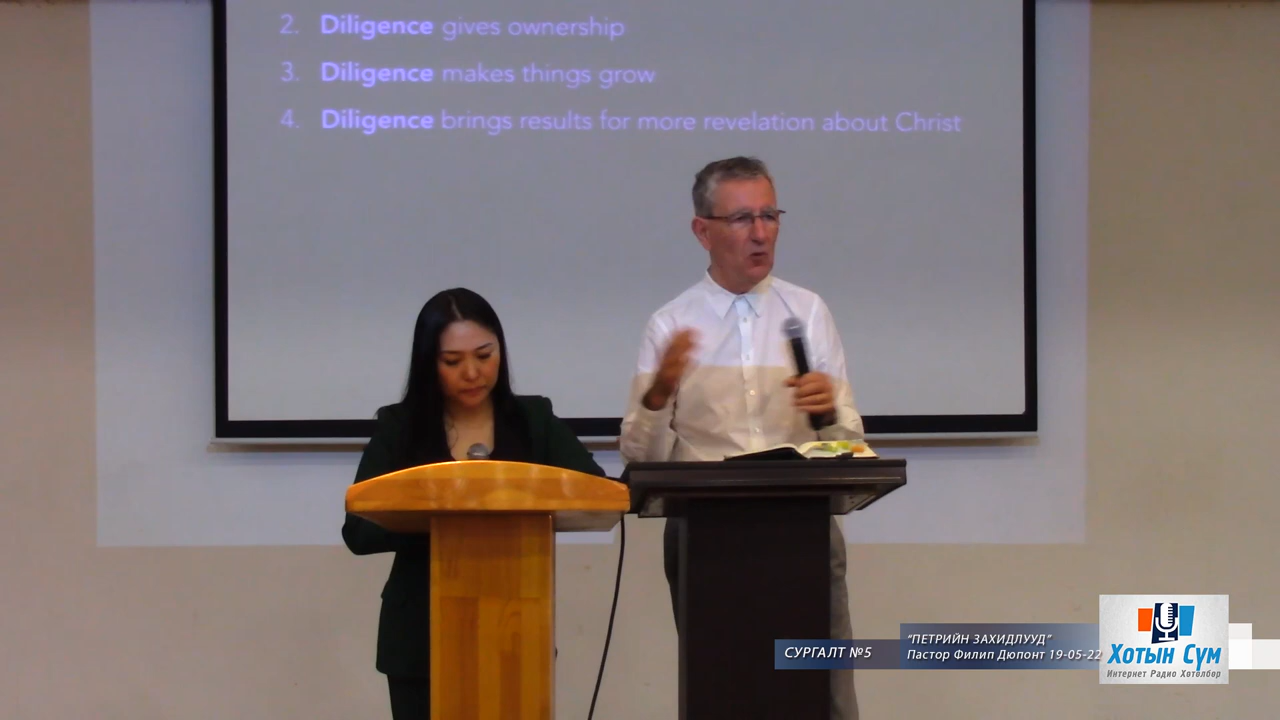 2. Diligence gives ownership
3. Diligence makes things grow
4. Diligence brings results for more revelation about Christ
СУРГАЛТ №5
"ПЕТРИЙН ЗАХИДЛУУД"
Пастор Филип Дюпонт 19-05-22
Хотын Сүм
Интернет Радио Хөтөлбөр